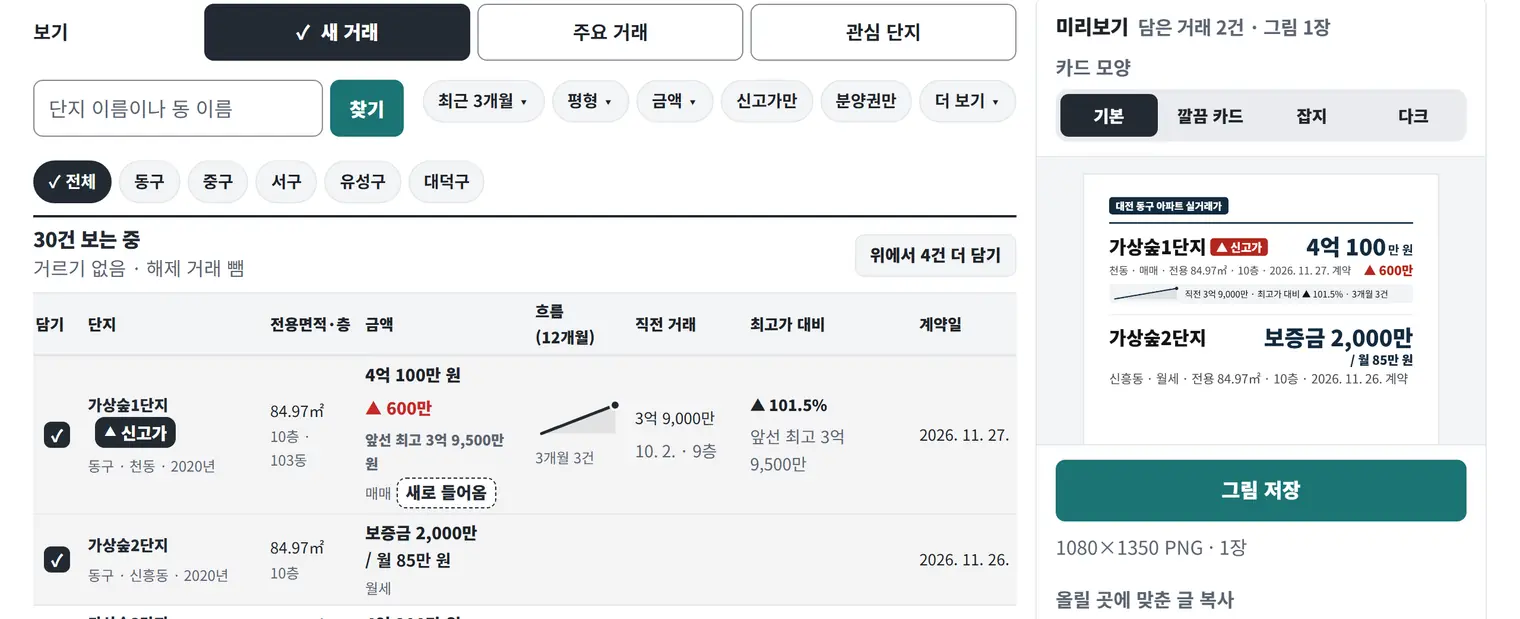 보기
✓ 새 거래
주요 거래
관심 단지
단지 이름이나 동 이름
찾기
최근 3개월 ▾
평형 ▾
금액 ▾
신고가만
분양권만
더 보기 ▾
✓ 전체
동구
중구
서구
유성구
대덕구
30건 보는 중
거르기 없음 · 해제 거래 뺌
위에서 4건 더 담기
담기
단지
전용면적·층
금액
흐름
(12개월)
직전 거래
최고가 대비
계약일
가상숲1단지
▲ 신고가
동구 · 천동 · 2020년
84.97㎡
10층 ·
103동
4억 100만 원
▲ 600만
앞선 최고 3억 9,500만
원
매매 새로 들어옴
3개월 3건
3억 9,000만
10. 2. · 9층
▲ 101.5%
앞선 최고 3억
9,500만
2026. 11. 27.
가상숲2단지
동구 · 신흥동 · 2020년
84.97㎡
10층
보증금 2,000만
/ 월 85만 원
월세
2026. 11. 26.
미리보기 담은 거래 2건 · 그림 1장
카드 모양
기본
깔끔 카드
잡지
다크
대전 동구 아파트 실거래가
가상숲1단지 ▲ 신고가 4억 100만 원
천동 · 매매 · 전용 84.97㎡ · 10층 · 2026. 11. 27. 계약 ▲ 600만
직전 3억 9,000만 · 최고가 대비 ▲ 101.5% · 3개월 3건
가상숲2단지 보증금 2,000만
/ 월 85만 원
신흥동 · 월세 · 전용 84.97㎡ · 10층 · 2026. 11. 26. 계약
그림 저장
1080×1350 PNG · 1장
올릴 곳에 맞춘 글 복사